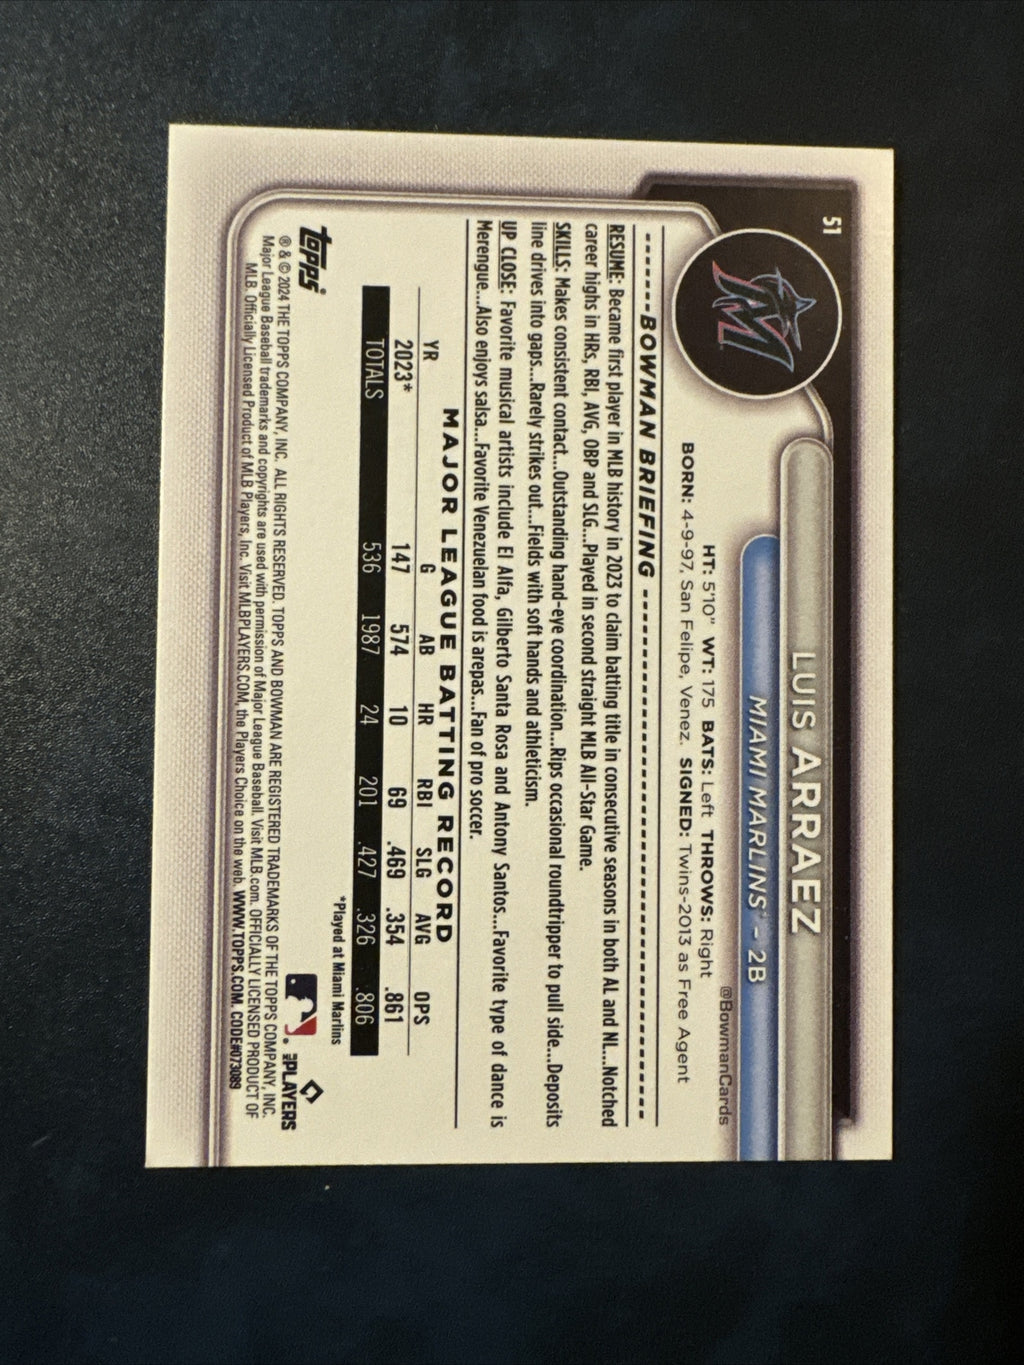 51
LUIS ARRAEZ
MIAMI MARLINS® - 2B
@BowmanCards
HT: 5'10" WT: 175 BATS: Left THROWS: Right
BORN: 4-9-97, San Felipe, Venez. SIGNED: Twins-2013 as Free Agent
BOWMAN BRIEFING
RESUME: Became first player in MLB history in 2023 to claim batting title in consecutive seasons in both AL and NL...Notched
career highs in HRs, RBI, AVG, OBP and SLG...Played in second straight MLB All-Star Game.
SKILLS: Makes consistent contact...Outstanding hand-eye coordination...Rips occasional roundtripper to pull side...Deposits
line drives into gaps...Rarely strikes out...Fields with soft hands and athleticism.
UP CLOSE: Favorite musical artists include El Alfa, Gilberto Santa Rosa and Antony Santos...Favorite type of dance is
Merengue...Also enjoys salsa...Favorite Venezuelan food is arepas...Fan of pro soccer.
MAJOR LEAGUE BATTING RECORD
YR G AB HR RBI SLG AVG OPS
2023* 147 574 10 69 .469 .354 .861
TOTALS 536 1987 24 201 .427 .326 .806
*Played at Miami Marlins
topps®
MLB PLAYERS
® & © 2024 THE TOPPS COMPANY, INC. ALL RIGHTS RESERVED. TOPPS AND BOWMAN ARE REGISTERED TRADEMARKS OF THE TOPPS COMPANY, INC.
Major League Baseball trademarks and copyrights are used with permission of Major League Baseball. Visit MLB.com. OFFICIALLY LICENSED PRODUCT OF
MLB. Officially Licensed Product of MLB Players, Inc. Visit MLBPLAYERS.COM, the Players Choice on the web. WWW.TOPPS.COM. CODE#073089